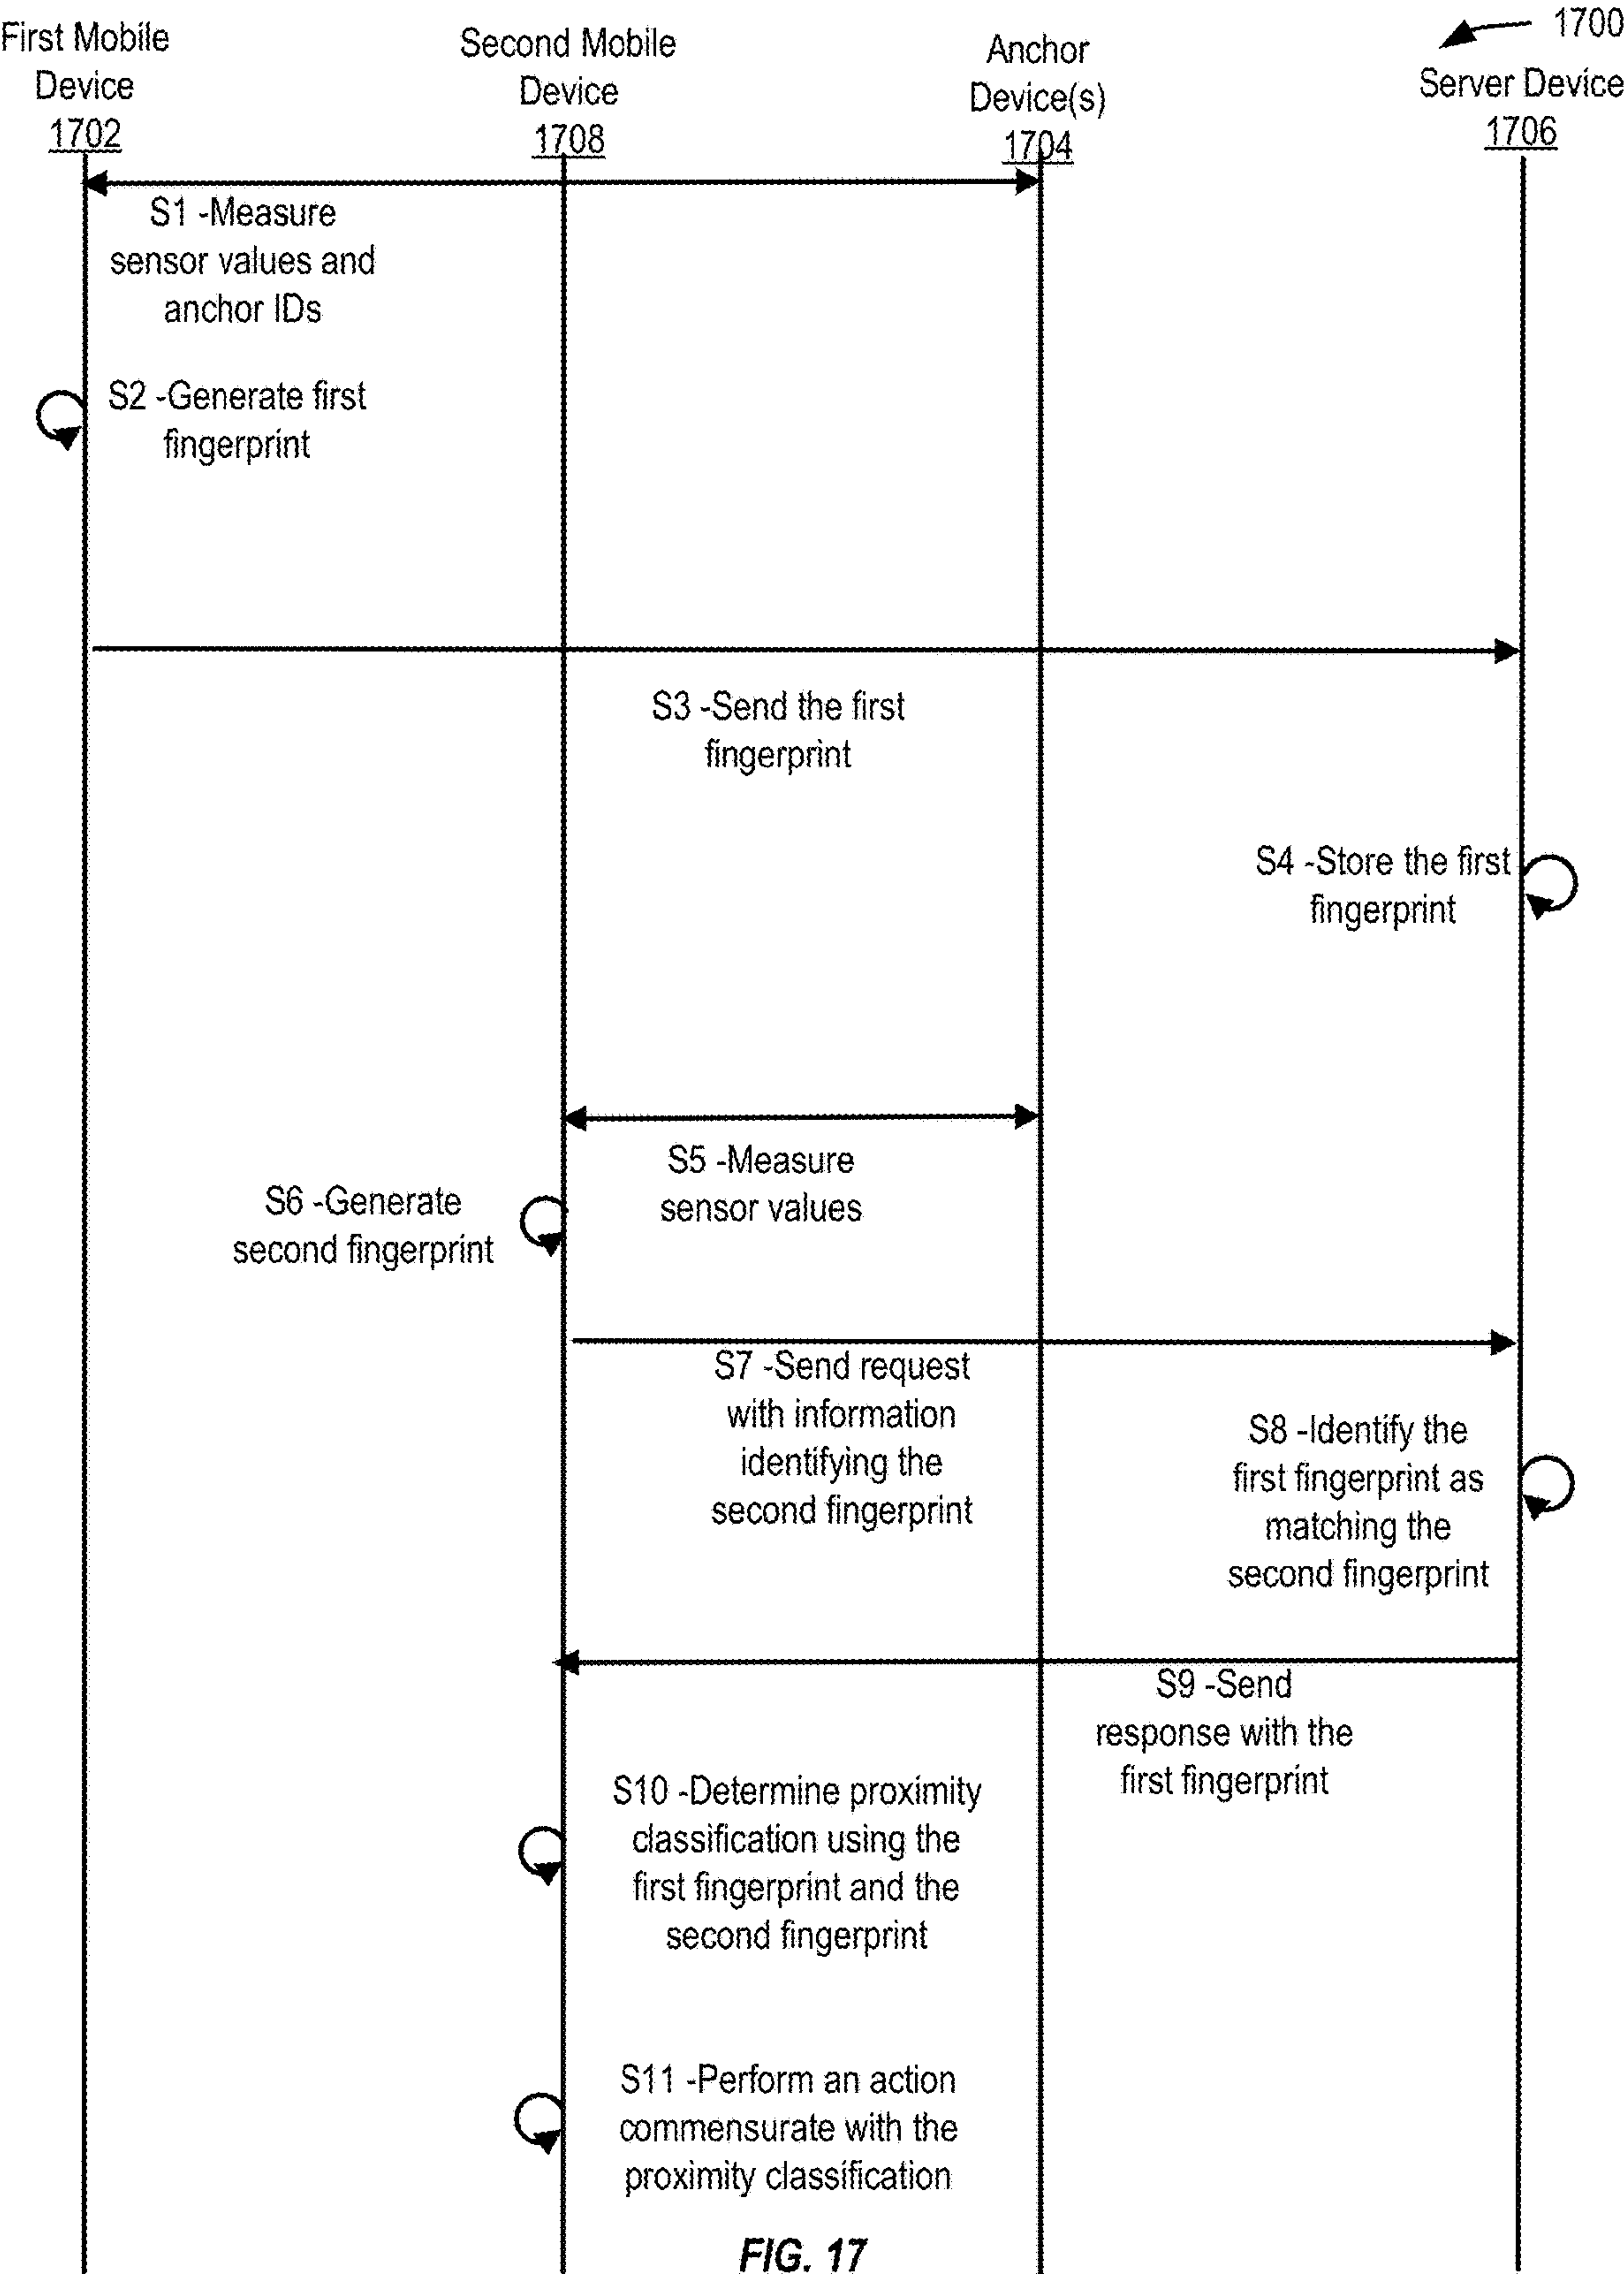 1700
First Mobile
Device
1702
Second Mobile
Device
1708
Anchor
Device(s)
1704
Server Device
1706
S1 -Measure
sensor values and
anchor IDs
S2 -Generate first
fingerprint
S3 -Send the first
fingerprint
S4 -Store the first
fingerprint
S5 -Measure
sensor values
S6 -Generate
second fingerprint
S7 -Send request
with information
identifying the
second fingerprint
S8 -Identify the
first fingerprint as
matching the
second fingerprint
S9 -Send
response with the
first fingerprint
S10 -Determine proximity
classification using the
first fingerprint and the
second fingerprint
S11 -Perform an action
commensurate with the
proximity classification
FIG. 17